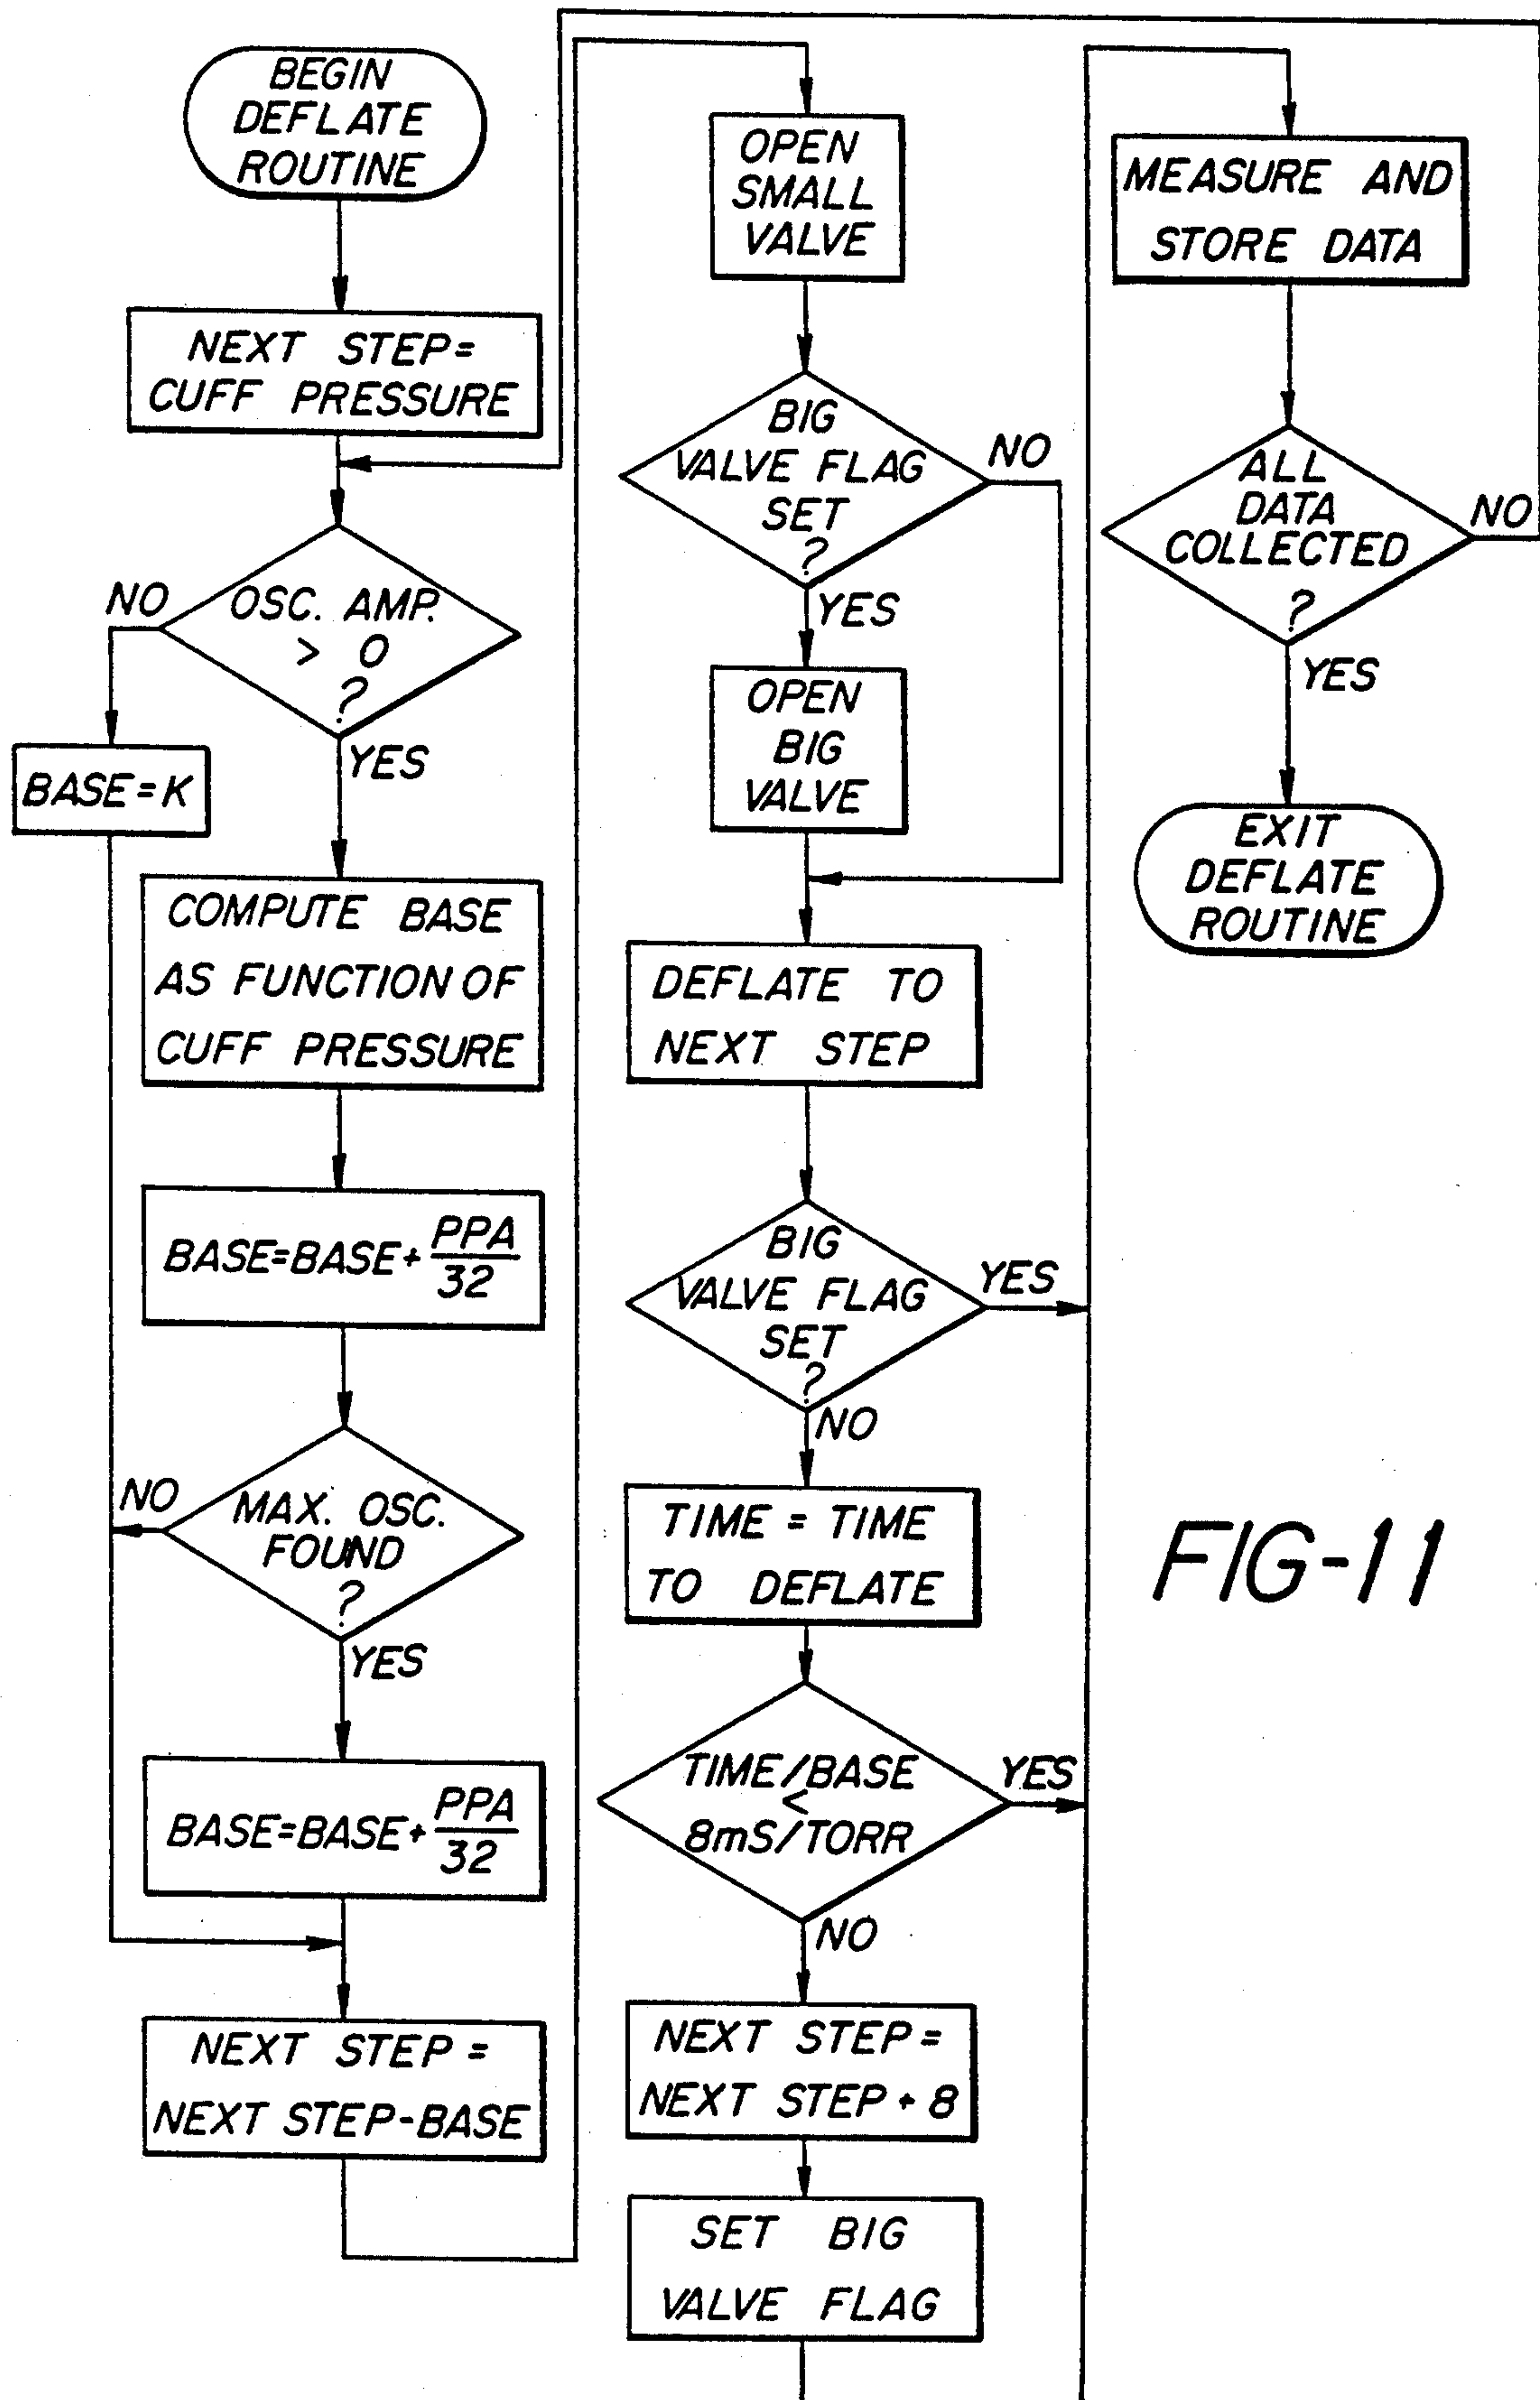 BEGIN
DEFLATE
ROUTINE
NEXT STEP=
CUFF PRESSURE
OSC. AMP.
> 0
?
NO
YES
BASE=K
COMPUTE BASE
AS FUNCTION OF
CUFF PRESSURE
BASE=BASE+PPA/32
MAX. OSC.
FOUND
?
NO
YES
BASE=BASE+PPA/32
NEXT STEP=
NEXT STEP-BASE
OPEN
SMALL
VALVE
BIG
VALVE FLAG
SET
?
NO
YES
OPEN
BIG
VALVE
DEFLATE TO
NEXT STEP
BIG
VALVE FLAG
SET
?
YES
NO
TIME = TIME
TO DEFLATE
TIME/BASE
<
8mS/TORR
YES
NO
NEXT STEP=
NEXT STEP+8
SET BIG
VALVE FLAG
MEASURE AND
STORE DATA
ALL
DATA
COLLECTED
?
NO
YES
EXIT
DEFLATE
ROUTINE
FIG-11